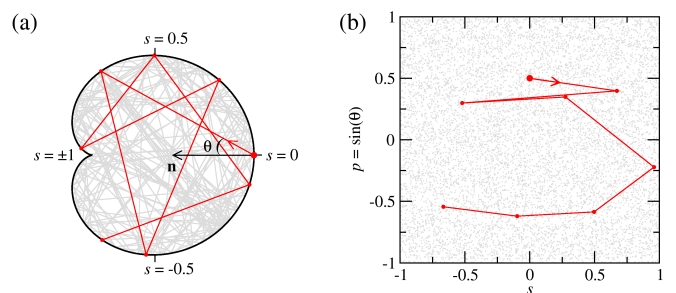 (a)
s = 0.5
s = ±1
θ
n
s = 0
s = -0.5
(b)
p = sin(θ)
1
0.5
0
-0.5
-1
-1 -0.5 0 0.5 1
s